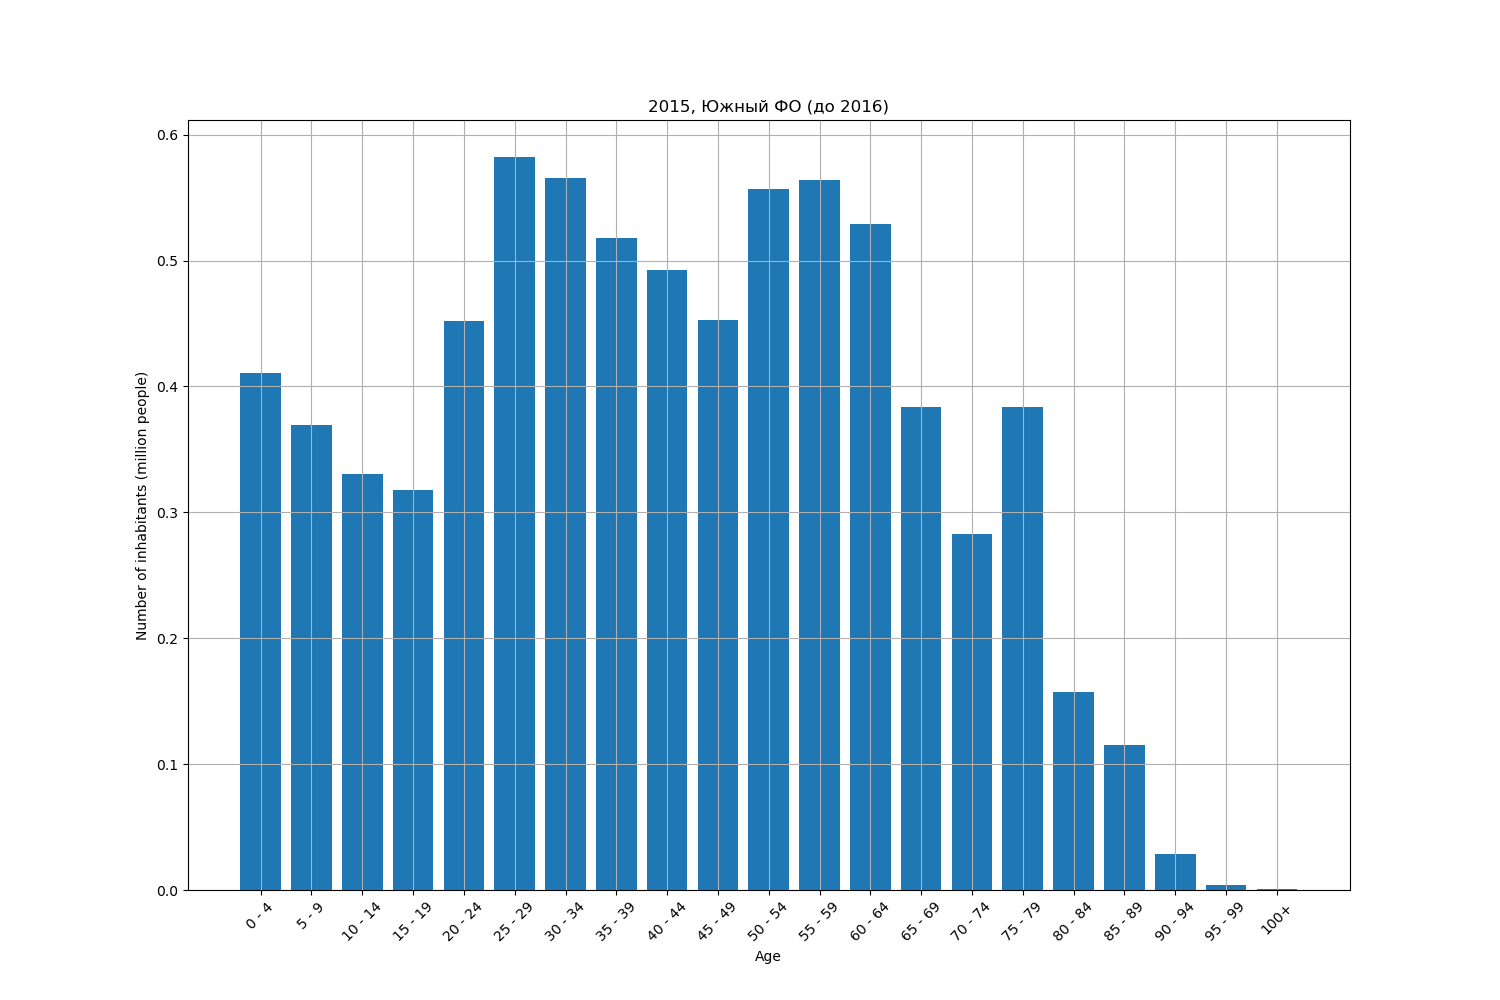 2015, Южный ФО (до 2016)
Number of inhabitants (million people)
0.6
0.5
0.4
0.3
0.2
0.1
0.0
0 - 4
5 - 9
10 - 14
15 - 19
20 - 24
25 - 29
30 - 34
35 - 39
40 - 44
45 - 49
50 - 54
55 - 59
60 - 64
65 - 69
70 - 74
75 - 79
80 - 84
85 - 89
90 - 94
95 - 99
100+
Age